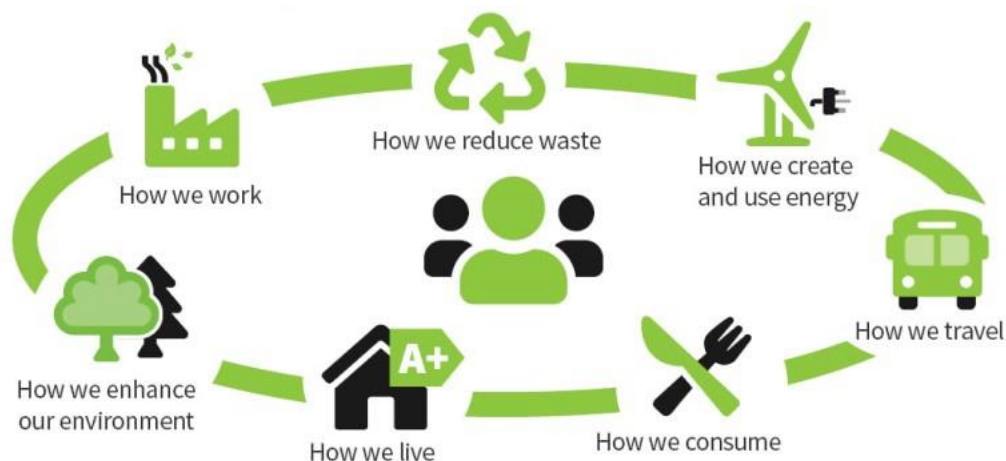 How we reduce waste
How we create
and use energy
How we work
How we travel
A+
How we enhance
our environment
How we consume
How we live